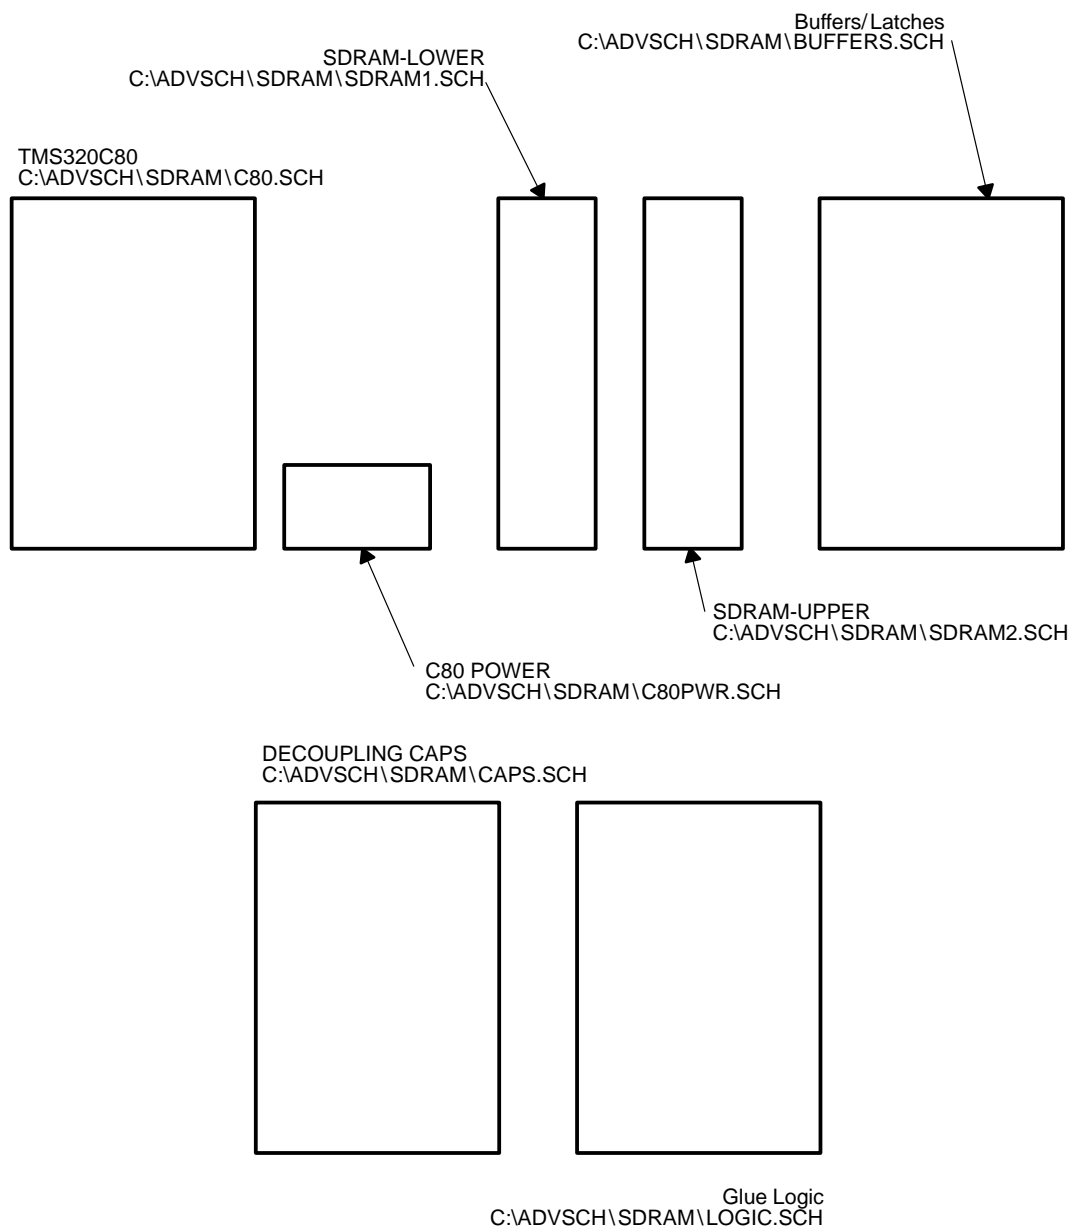 Buffers/Latches
C:\ADVSCH\SDRAM\BUFFERS.SCH
SDRAM-LOWER
C:\ADVSCH\SDRAM\SDRAM1.SCH
TMS320C80
C:\ADVSCH\SDRAM\C80.SCH
SDRAM-UPPER
C:\ADVSCH\SDRAM\SDRAM2.SCH
C80 POWER
C:\ADVSCH\SDRAM\C80PWR.SCH
DECOUPLING CAPS
C:\ADVSCH\SDRAM\CAPS.SCH
Glue Logic
C:\ADVSCH\SDRAM\LOGIC.SCH